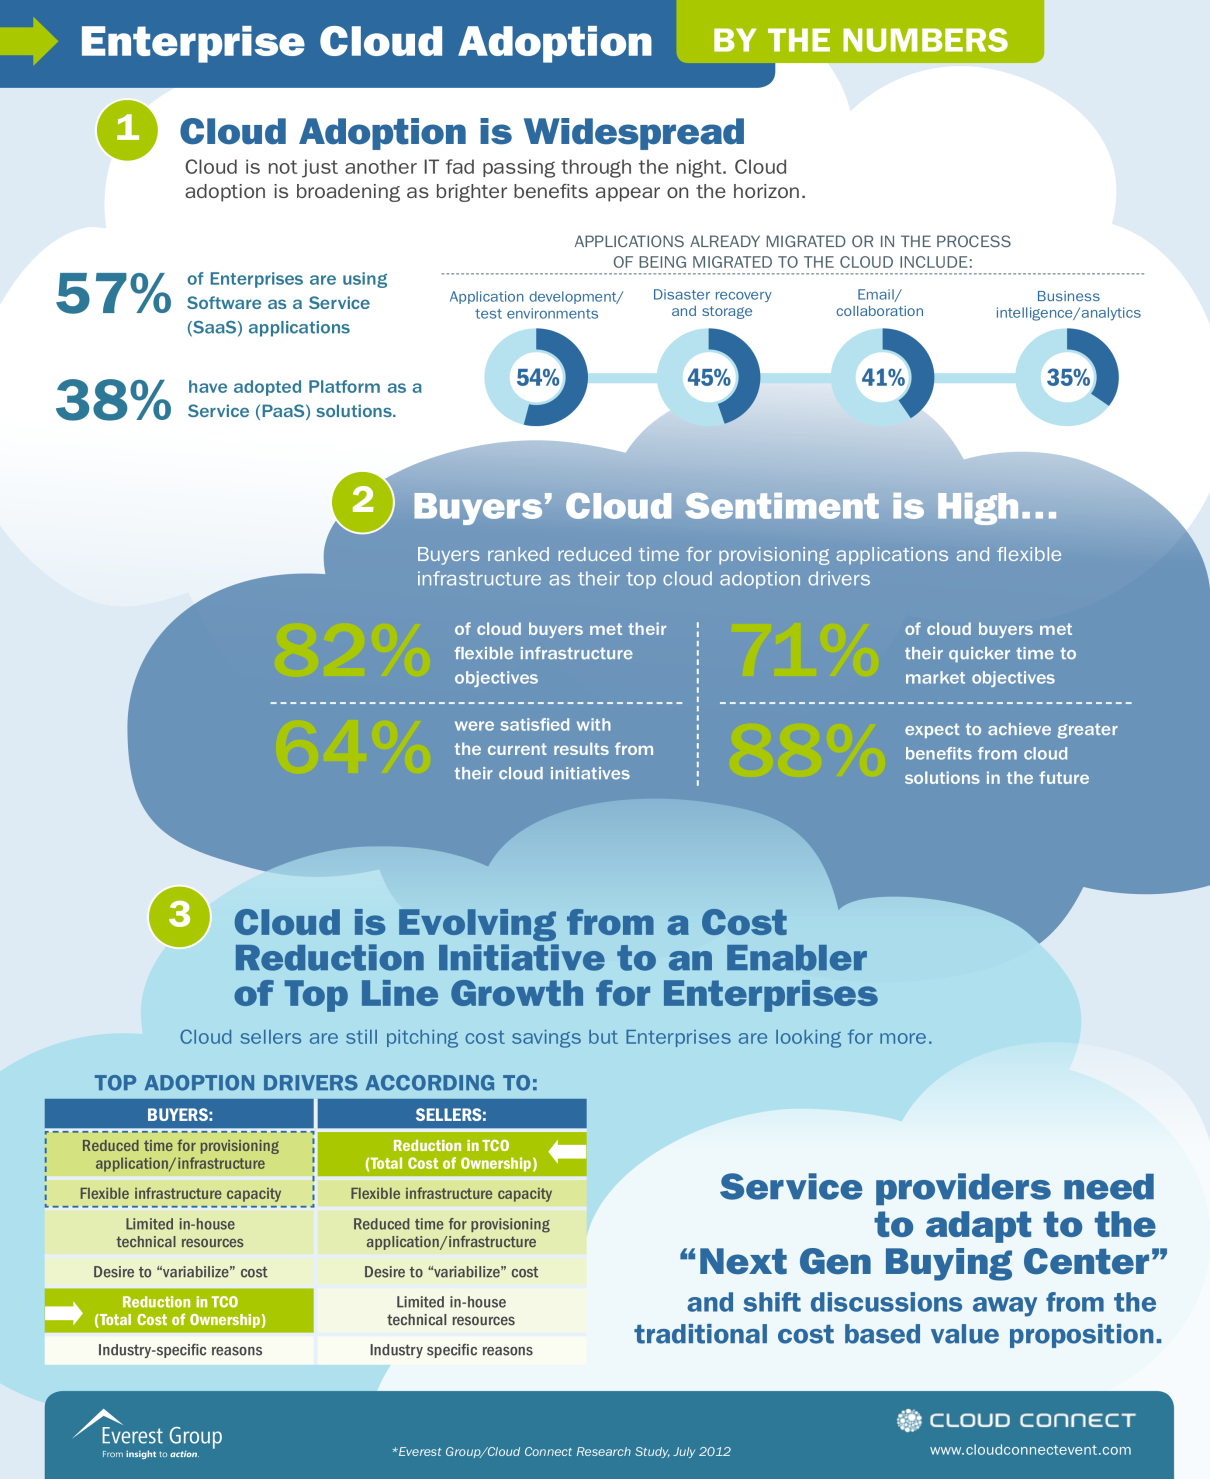 Enterprise Cloud Adoption
BY THE NUMBERS
1
Cloud Adoption is Widespread
Cloud is not just another IT fad passing through the night. Cloud
adoption is broadening as brighter benefits appear on the horizon.
57%
of Enterprises are using
Software as a Service
(SaaS) applications
38%
have adopted Platform as a
Service (PaaS) solutions.
APPLICATIONS ALREADY MIGRATED OR IN THE PROCESS
OF BEING MIGRATED TO THE CLOUD INCLUDE:
Application development/
test environments
54%
Disaster recovery
and storage
45%
Email/
collaboration
41%
Business
intelligence/analytics
35%
2
Buyers’ Cloud Sentiment is High...
Buyers ranked reduced time for provisioning applications and flexible
infrastructure as their top cloud adoption drivers
82%
of cloud buyers met their
flexible infrastructure
objectives
71%
of cloud buyers met
their quicker time to
market objectives
64%
were satisfied with
the current results from
their cloud initiatives
88%
expect to achieve greater
benefits from cloud
solutions in the future
3
Cloud is Evolving from a Cost
Reduction Initiative to an Enabler
of Top Line Growth for Enterprises
Cloud sellers are still pitching cost savings but Enterprises are looking for more.
TOP ADOPTION DRIVERS ACCORDING TO:
BUYERS:
Reduced time for provisioning
application/infrastructure
Flexible infrastructure capacity
Limited in-house
technical resources
Desire to “variabilize” cost
Reduction in TCO
(Total Cost of Ownership)
Industry-specific reasons
SELLERS:
Reduction in TCO
(Total Cost of Ownership)
Flexible infrastructure capacity
Reduced time for provisioning
application/infrastructure
Desire to “variabilize” cost
Limited in-house
technical resources
Industry specific reasons
Service providers need
to adapt to the
“Next Gen Buying Center”
and shift discussions away from the
traditional cost based value proposition.
Everest Group
From insight to action.
*Everest Group/Cloud Connect Research Study, July 2012
CLOUD CONNECT
www.cloudconnectevent.com